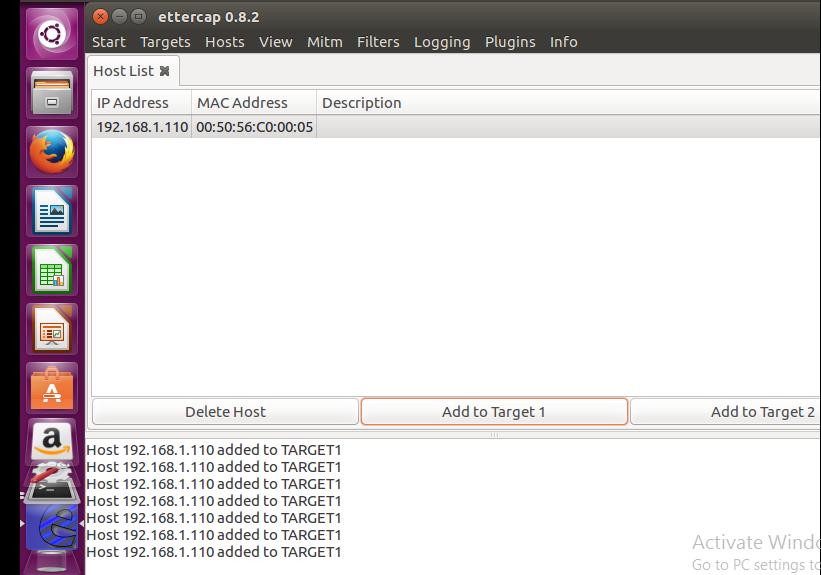 ettercap 0.8.2
Start Targets Hosts View Mitm Filters Logging Plugins Info
Host List
IP Address MAC Address Description
192.168.1.110 00:50:56:C0:00:05
Delete Host Add to Target 1 Add to Target 2
Host 192.168.1.110 added to TARGET1
Host 192.168.1.110 added to TARGET1
Host 192.168.1.110 added to TARGET1
Host 192.168.1.110 added to TARGET1
Host 192.168.1.110 added to TARGET1
Host 192.168.1.110 added to TARGET1
Host 192.168.1.110 added to TARGET1
Activate Windo
Go to PC settings to